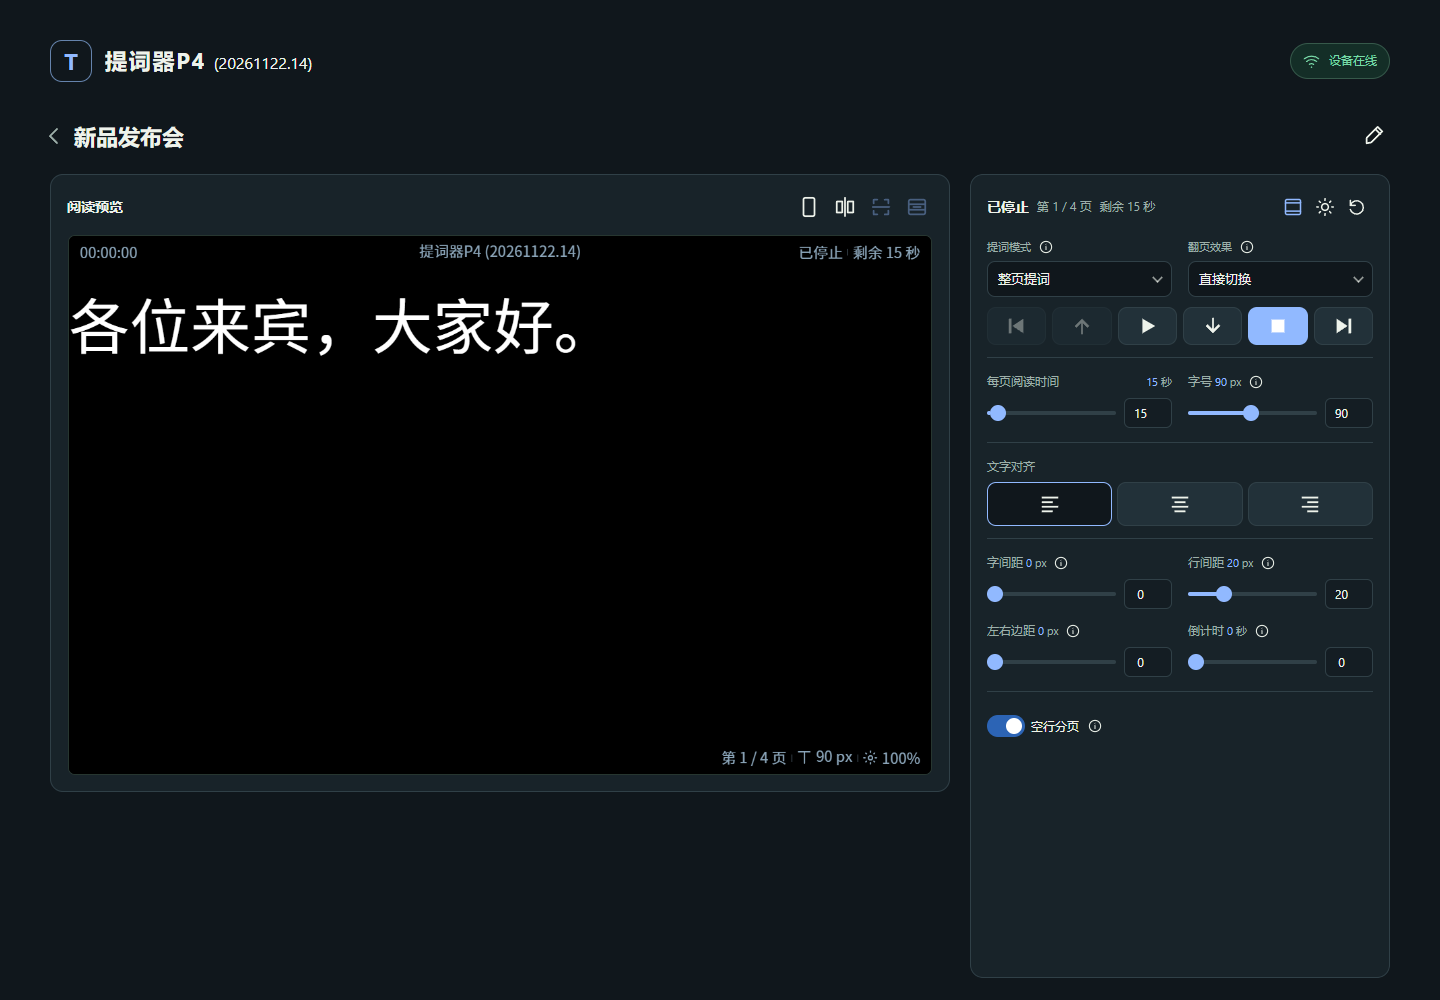 T 提词器P4 (20261122.14) 设备在线
新品发布会
阅读预览
00:00:00 提词器P4 (20261122.14) 已停止 剩余 15 秒
各位来宾，大家好。
第 1 / 4 页 90 px 100%
已停止 第 1 / 4 页 剩余 15 秒
提词模式 翻页效果
整页提词 直接切换
每页阅读时间 15 秒 字号 90 px
15 90
文字对齐
字间距 0 px 行间距 20 px
0 20
左右边距 0 px 倒计时 0 秒
0 0
空行分页